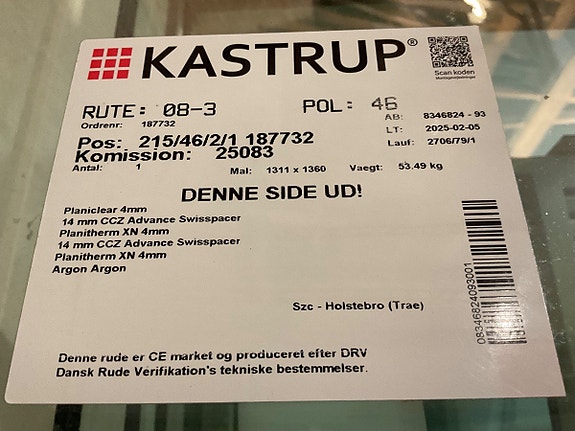 KASTRUP®
Scan koden
RUTE: 08-3 POL: 46
Ordrenr: 187732 AB: 8346824 - 93
LT: 2025-02-05
Pos: 215/46/2/1 187732 Lauf: 2706/79/1
Komission: 25083
Antal: 1 Mal: 1311 x 1360 Vaegt: 53.49 kg
DENNE SIDE UD!
Planiclear 4mm
14 mm CCZ Advance Swisspacer
Planitherm XN 4mm
14 mm CCZ Advance Swisspacer
Planitherm XN 4mm
Argon Argon
08346824093001
Szc - Holstebro (Trae)
Denne rude er CE market og produceret efter DRV
Dansk Rude Verifikation's tekniske bestemmelser.